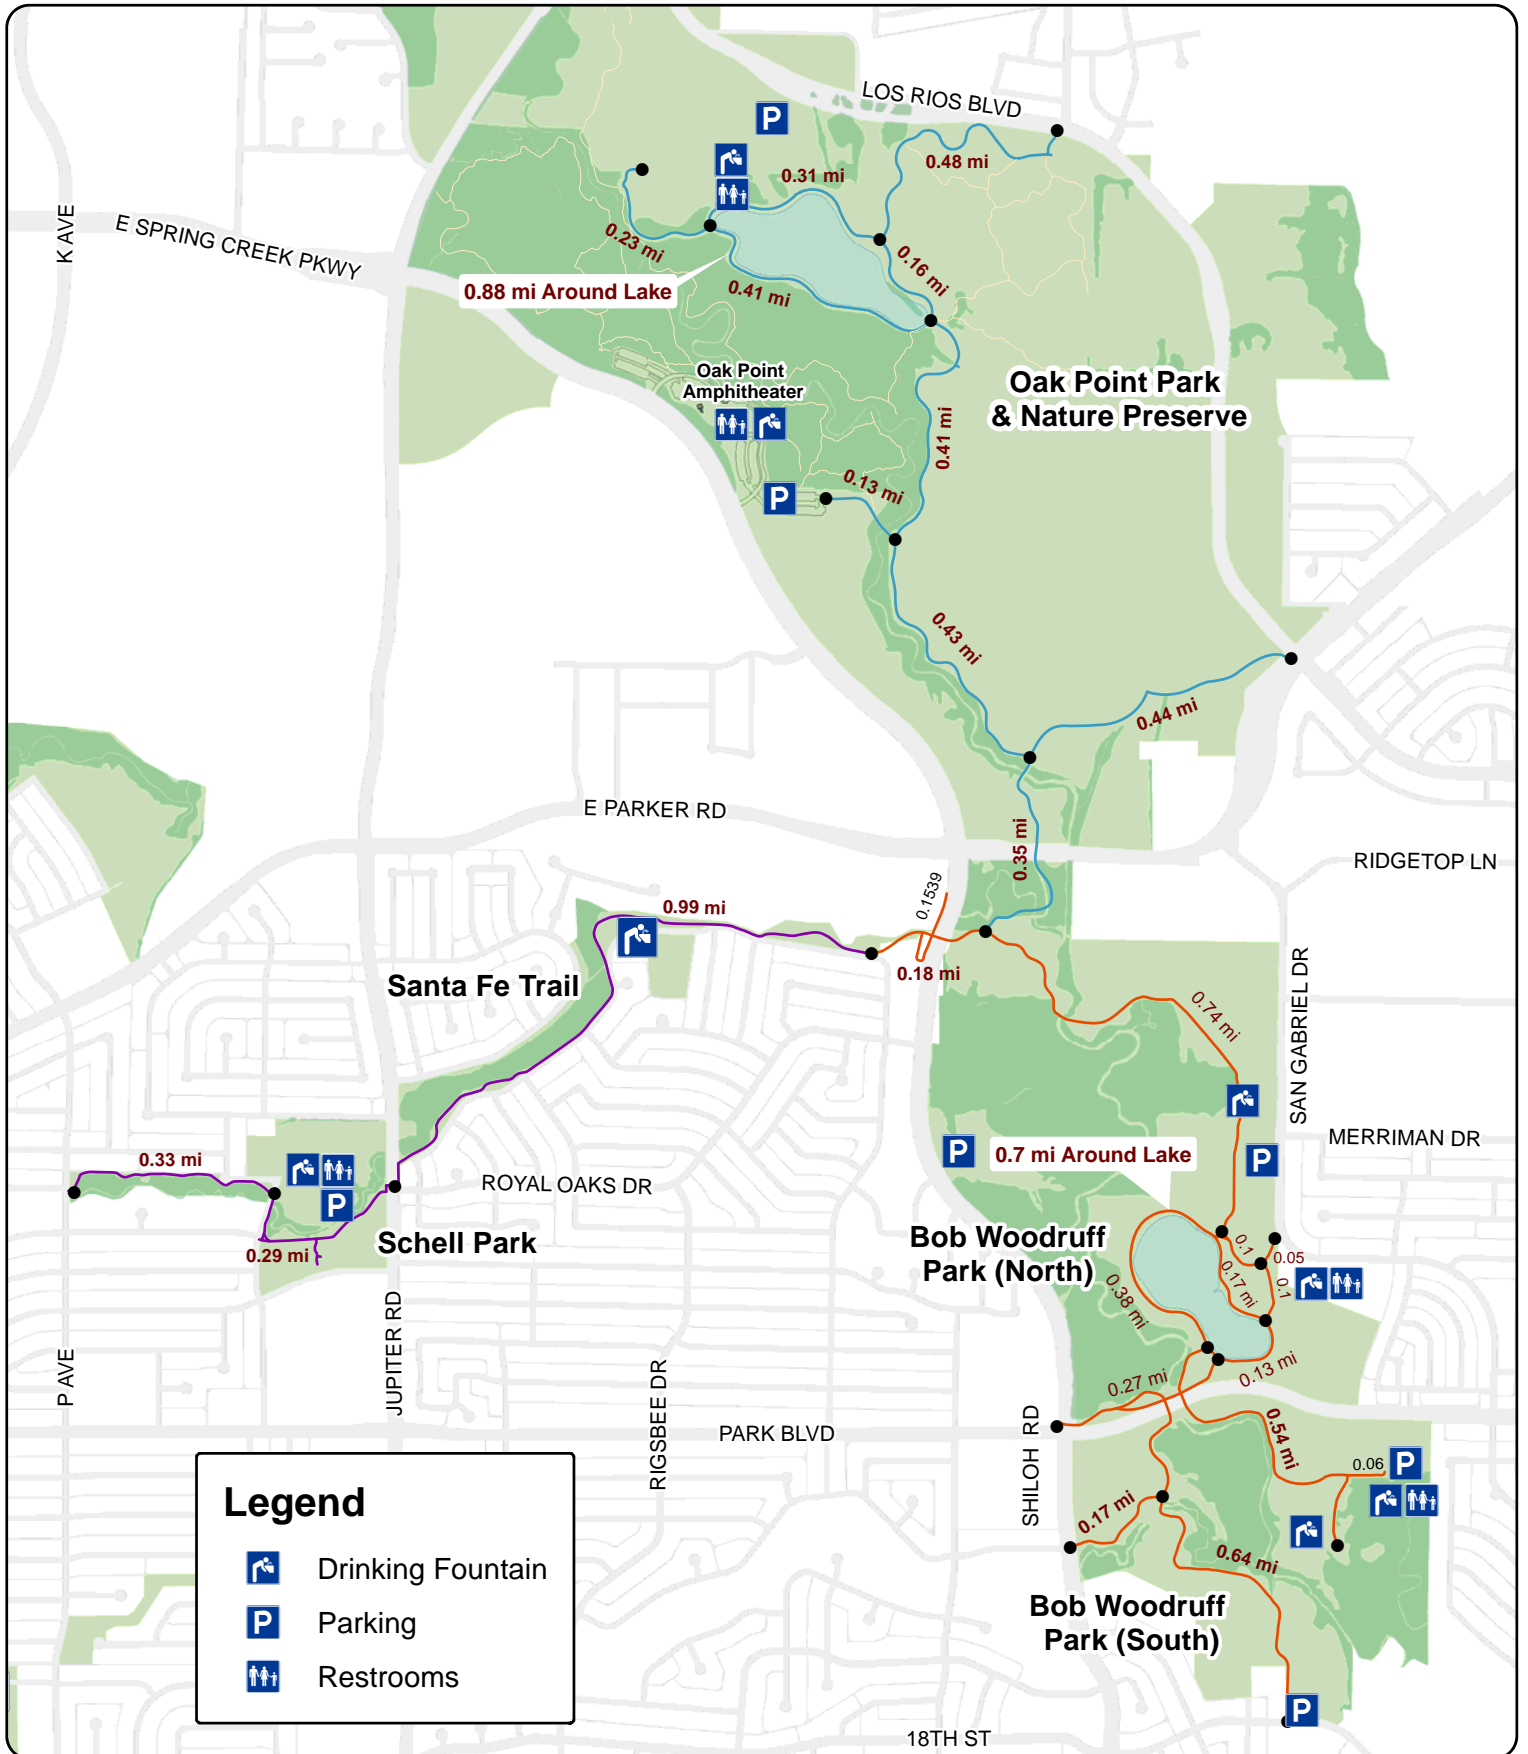 LOS RIOS BLVD
P
0.48 mi
0.31 mi
K AVE
E SPRING CREEK PKWY
0.23 mi
0.16 mi
0.88 mi Around Lake
0.41 mi
Oak Point
Amphitheater
Oak Point Park
& Nature Preserve
0.41 mi
0.13 mi
P
0.43 mi
0.44 mi
E PARKER RD
0.35 mi
RIDGETOP LN
0.1539
0.99 mi
0.18 mi
Santa Fe Trail
0.74 mi
SAN GABRIEL DR
MERRIMAN DR
P
0.7 mi Around Lake
P
0.33 mi
ROYAL OAKS DR
P
Schell Park
0.29 mi
Bob Woodruff
Park (North)
0.1
0.05
0.17 mi
0.1
0.38 mi
0.13 mi
0.27 mi
P AVE
JUPITER RD
RIGSBEE DR
PARK BLVD
SHILOH RD
0.54 mi
0.06
P
0.17 mi
0.64 mi
Bob Woodruff
Park (South)
P
18TH ST
Legend
Drinking Fountain
P
Parking
Restrooms